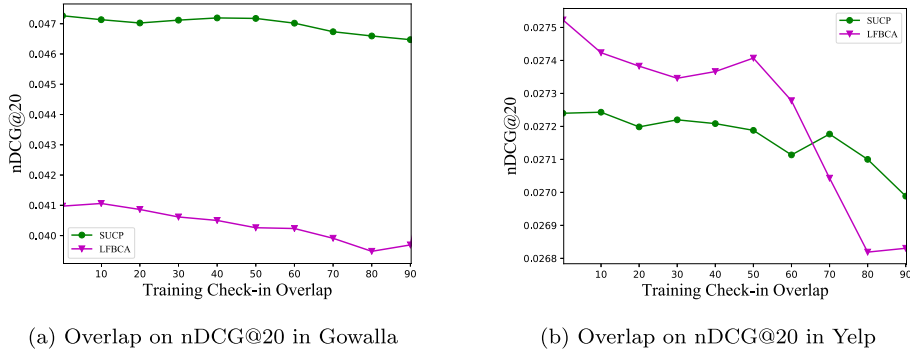 0.047
0.046
0.045
0.044
0.043
0.042
0.041
0.040
nDCG@20
SUCP
LFBCA
10 20 30 40 50 60 70 80 90
Training Check-in Overlap
(a) Overlap on nDCG@20 in Gowalla
0.0275
0.0274
0.0273
0.0272
0.0271
0.0270
0.0269
0.0268
nDCG@20
SUCP
LFBCA
10 20 30 40 50 60 70 80 90
Training Check-in Overlap
(b) Overlap on nDCG@20 in Yelp